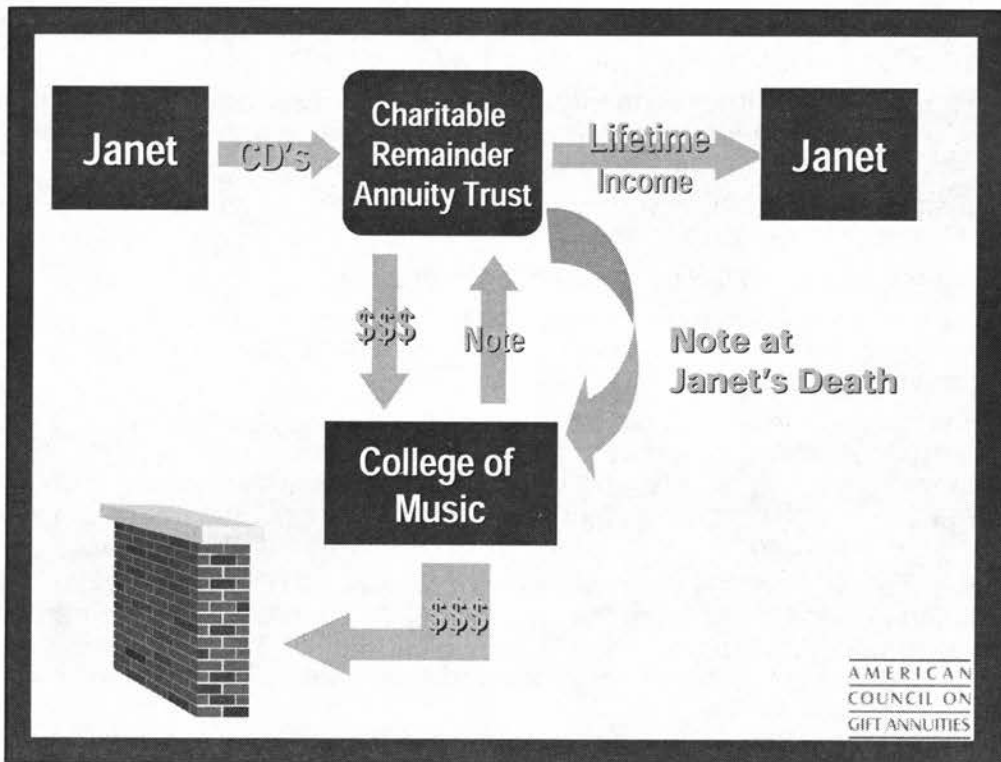 Janet
CD's
Charitable
Remainder
Annuity Trust
Lifetime
Income
Janet
$$$
Note
Note at
Janet's Death
College of
Music
$$$
AMERICAN
COUNCIL ON
GIFT ANNUITIES